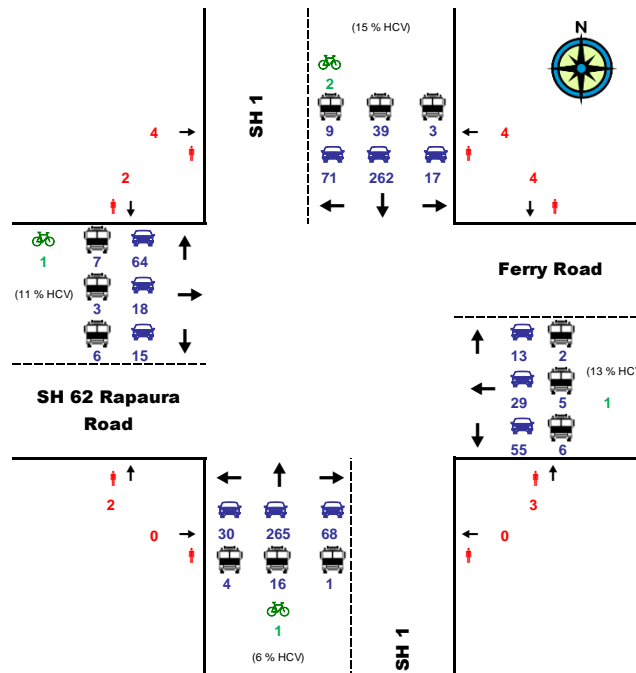 N
(15 % HCV)
2
SH 1
9 39 3
4
4
71 262 17
2
4
1
7 64
Ferry Road
(11 % HCV)
3 18
6 15
13 2
(13 % HCV
SH 62 Rapaura
Road
29 5
1
55 6
2
3
30 265 68
0
0
4 16 1
1
(6 % HCV)
SH 1